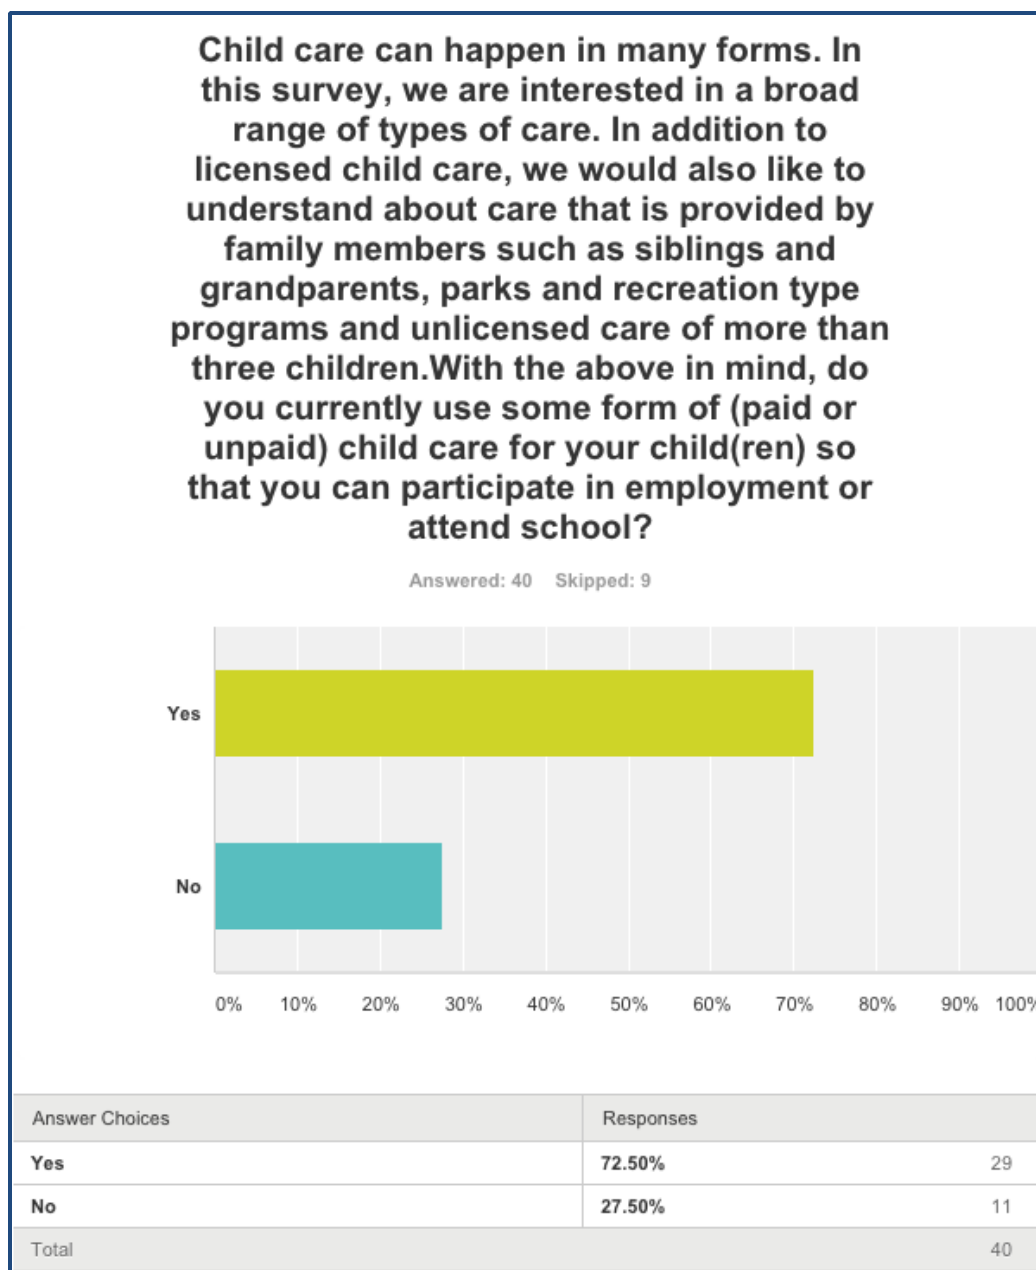 Child care can happen in many forms. In
this survey, we are interested in a broad
range of types of care. In addition to
licensed child care, we would also like to
understand about care that is provided by
family members such as siblings and
grandparents, parks and recreation type
programs and unlicensed care of more than
three children.With the above in mind, do
you currently use some form of (paid or
unpaid) child care for your child(ren) so
that you can participate in employment or
attend school?
Answered: 40 Skipped: 9
Yes
No
0% 10% 20% 30% 40% 50% 60% 70% 80% 90% 100%
Answer Choices Responses
Yes 72.50% 29
No 27.50% 11
Total 40